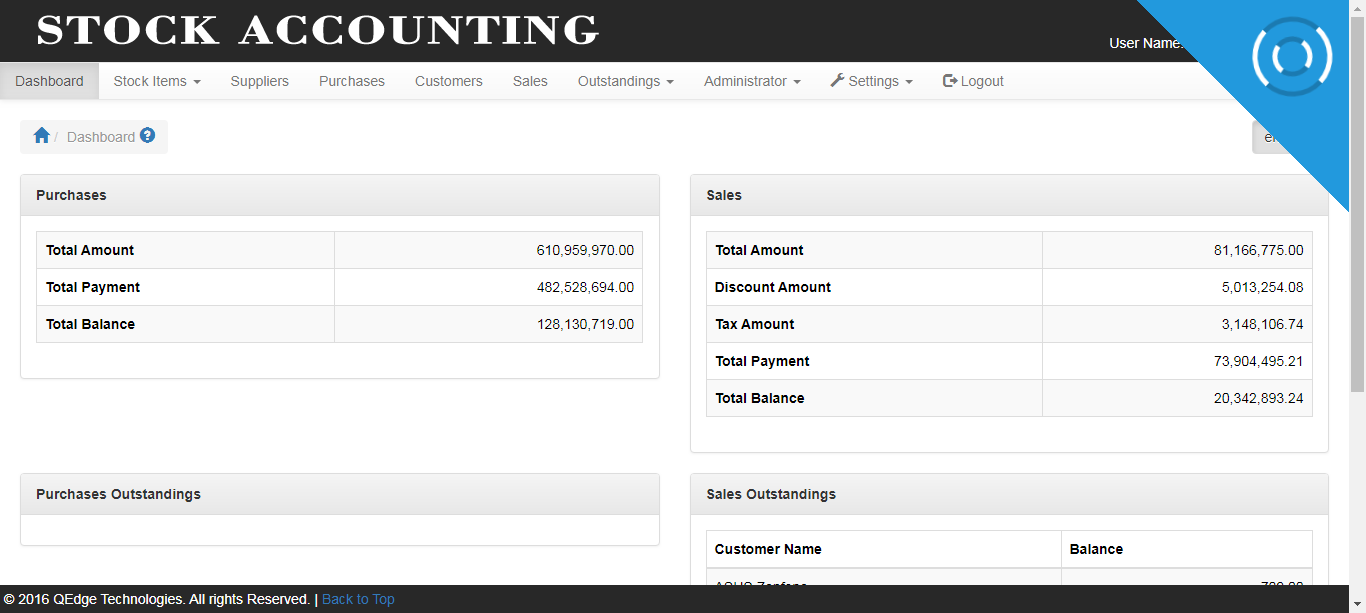 STOCK ACCOUNTING
User Name:
Dashboard Stock Items Suppliers Purchases Customers Sales Outstandings Administrator Settings Logout
/ Dashboard ?
Purchases
Total Amount 610,959,970.00
Total Payment 482,528,694.00
Total Balance 128,130,719.00
Sales
Total Amount 81,166,775.00
Discount Amount 5,013,254.08
Tax Amount 3,148,106.74
Total Payment 73,904,495.21
Total Balance 20,342,893.24
Purchases Outstandings
Sales Outstandings
Customer Name Balance
© 2016 QEdge Technologies. All rights Reserved. | Back to Top